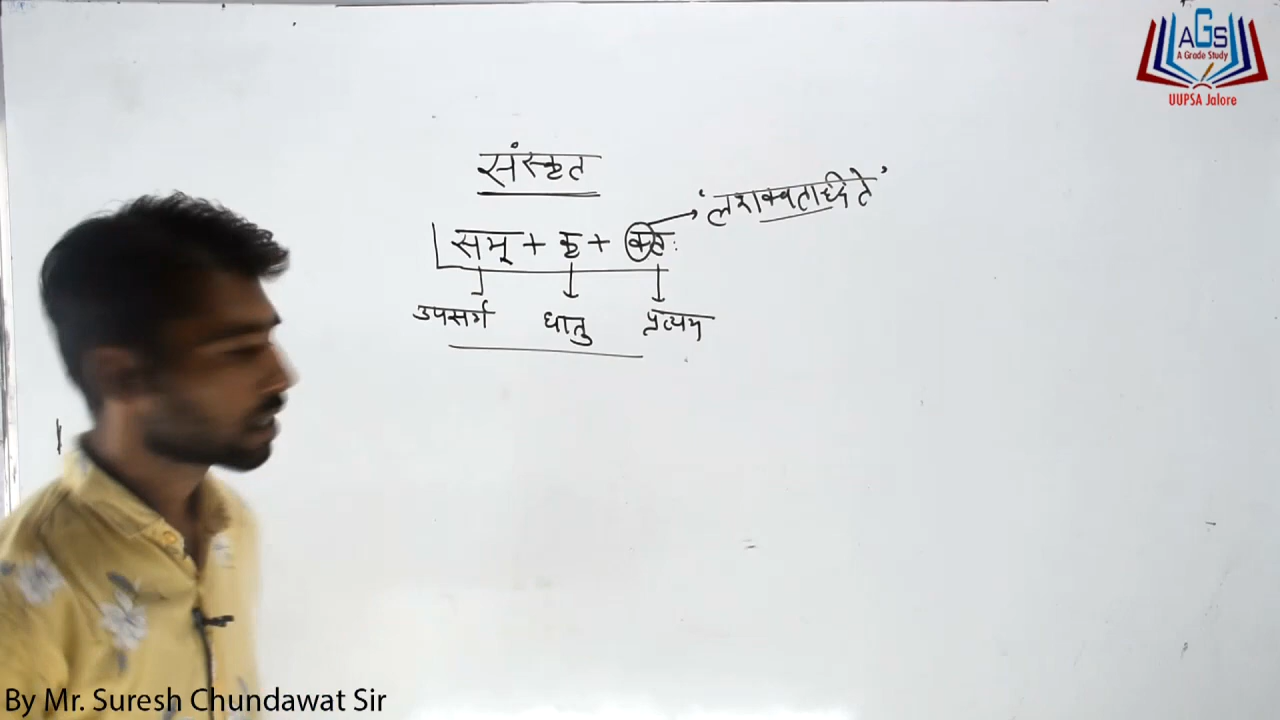 AGS
A Grade Study
UUPSA Jalore
संस्कृत
सम् + कृ + क्तः → 'लशक्वतद्धिते'
उपसर्ग धातु प्रत्यय
By Mr. Suresh Chundawat Sir